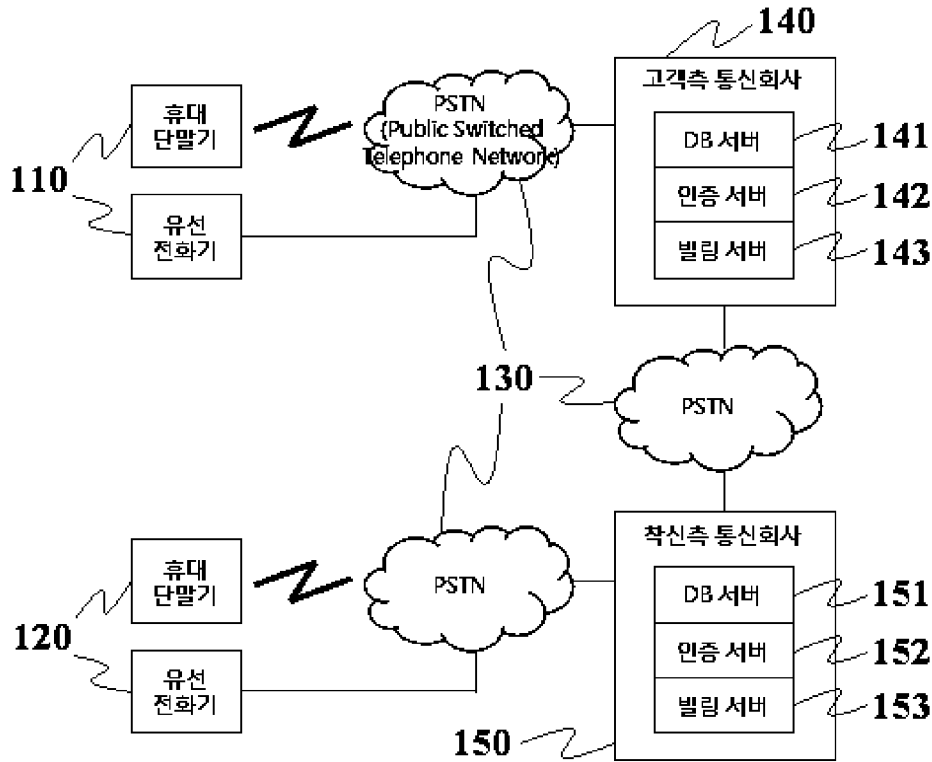 140
고객측 통신회사
휴대
단말기
PSTN
(Public Switched
Telephone Network)
DB 서버
141
110
인증 서버
142
유선
전화기
빌링 서버
143
130
PSTN
착신측 통신회사
휴대
단말기
PSTN
DB 서버
151
120
인증 서버
152
유선
전화기
빌링 서버
153
150